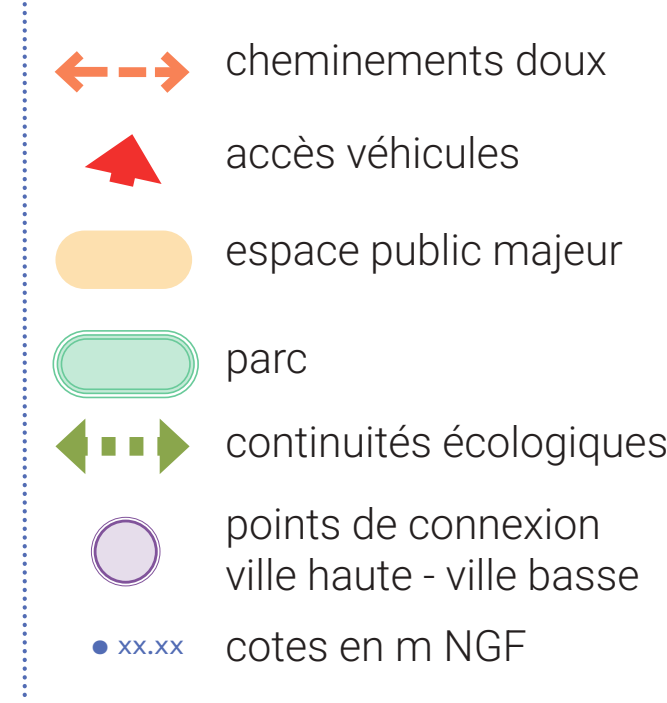 cheminements doux
accès véhicules
espace public majeur
parc
continuités écologiques
points de connexion
ville haute - ville basse
xx.xx cotes en m NGF